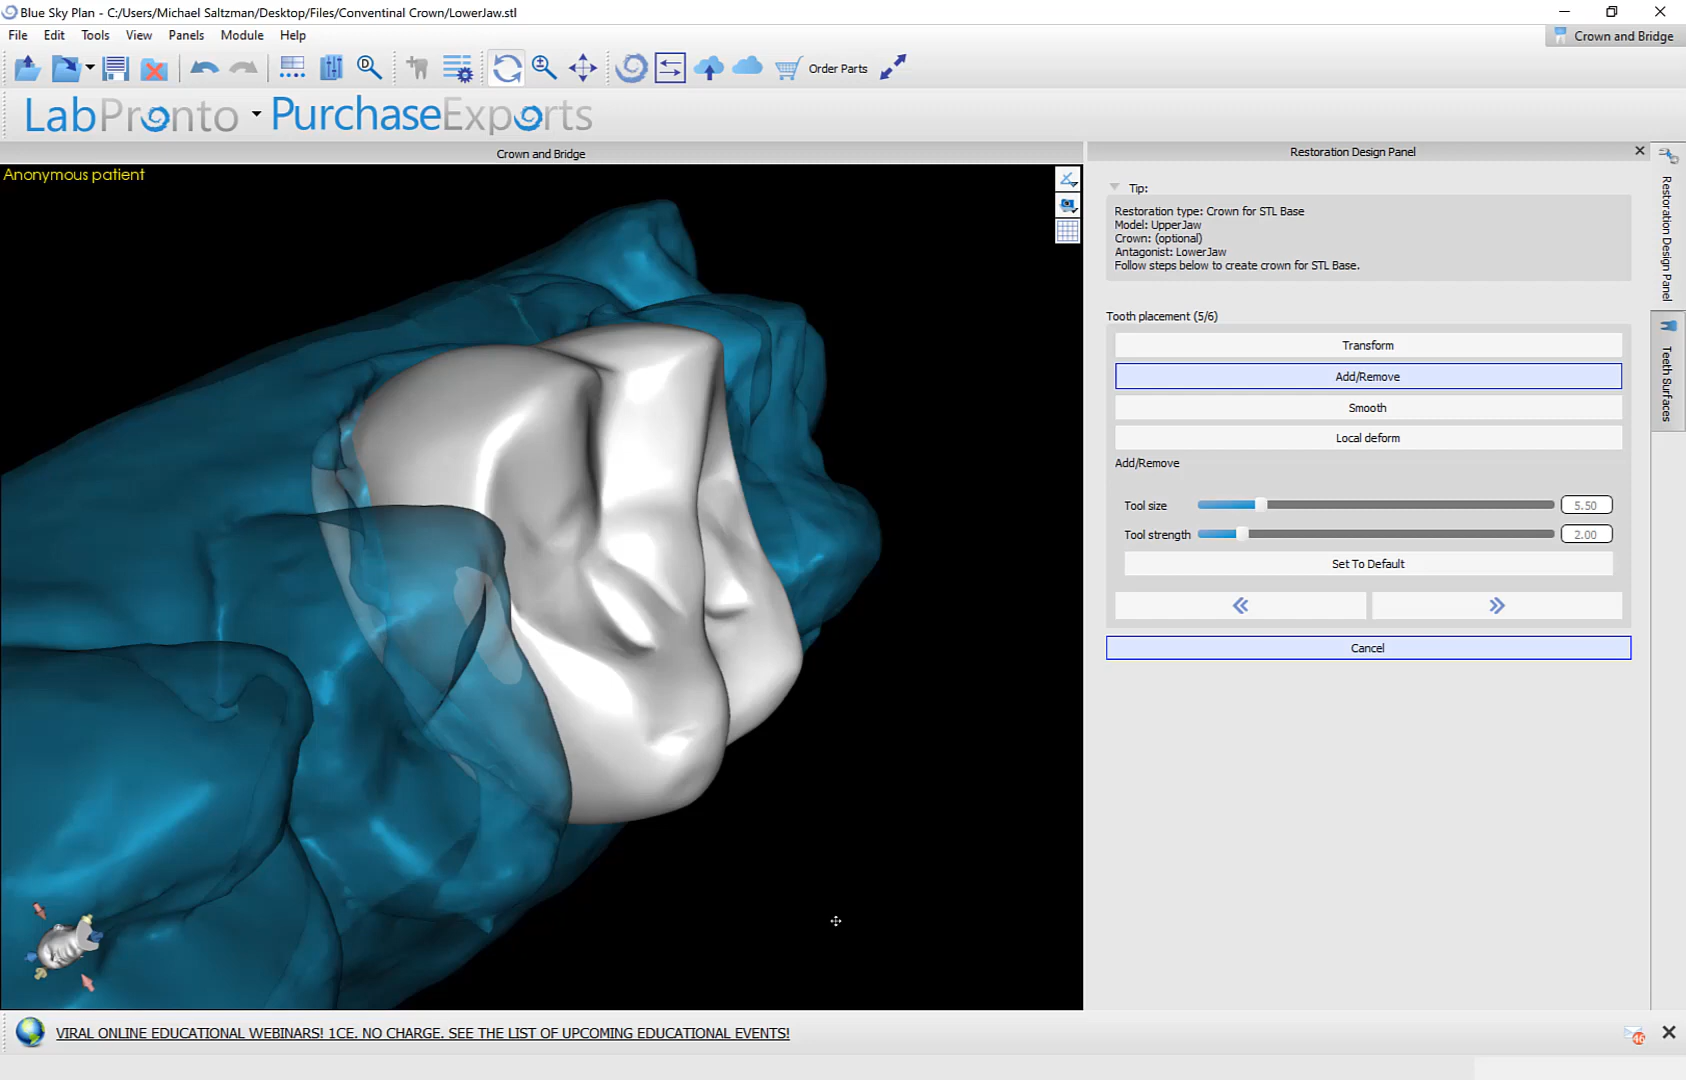 Blue Sky Plan - C:/Users/Michael Saltzman/Desktop/Files/Conventinal Crown/LowerJaw.stl
File Edit Tools View Panels Module Help
Crown and Bridge
D
Order Parts
LabPronto PurchaseExports
Crown and Bridge
Restoration Design Panel
Anonymous patient
Tip:
Restoration type: Crown for STL Base
Model: UpperJaw
Crown: (optional)
Antagonist: LowerJaw
Follow steps below to create crown for STL Base.
Tooth placement (5/6)
Transform
Add/Remove
Smooth
Local deform
Add/Remove
Tool size 5.50
Tool strength 2.00
Set To Default
Cancel
Restoration Design Panel
Teeth Surfaces
VIRAL ONLINE EDUCATIONAL WEBINARS! 1CE. NO CHARGE. SEE THE LIST OF UPCOMING EDUCATIONAL EVENTS!
46